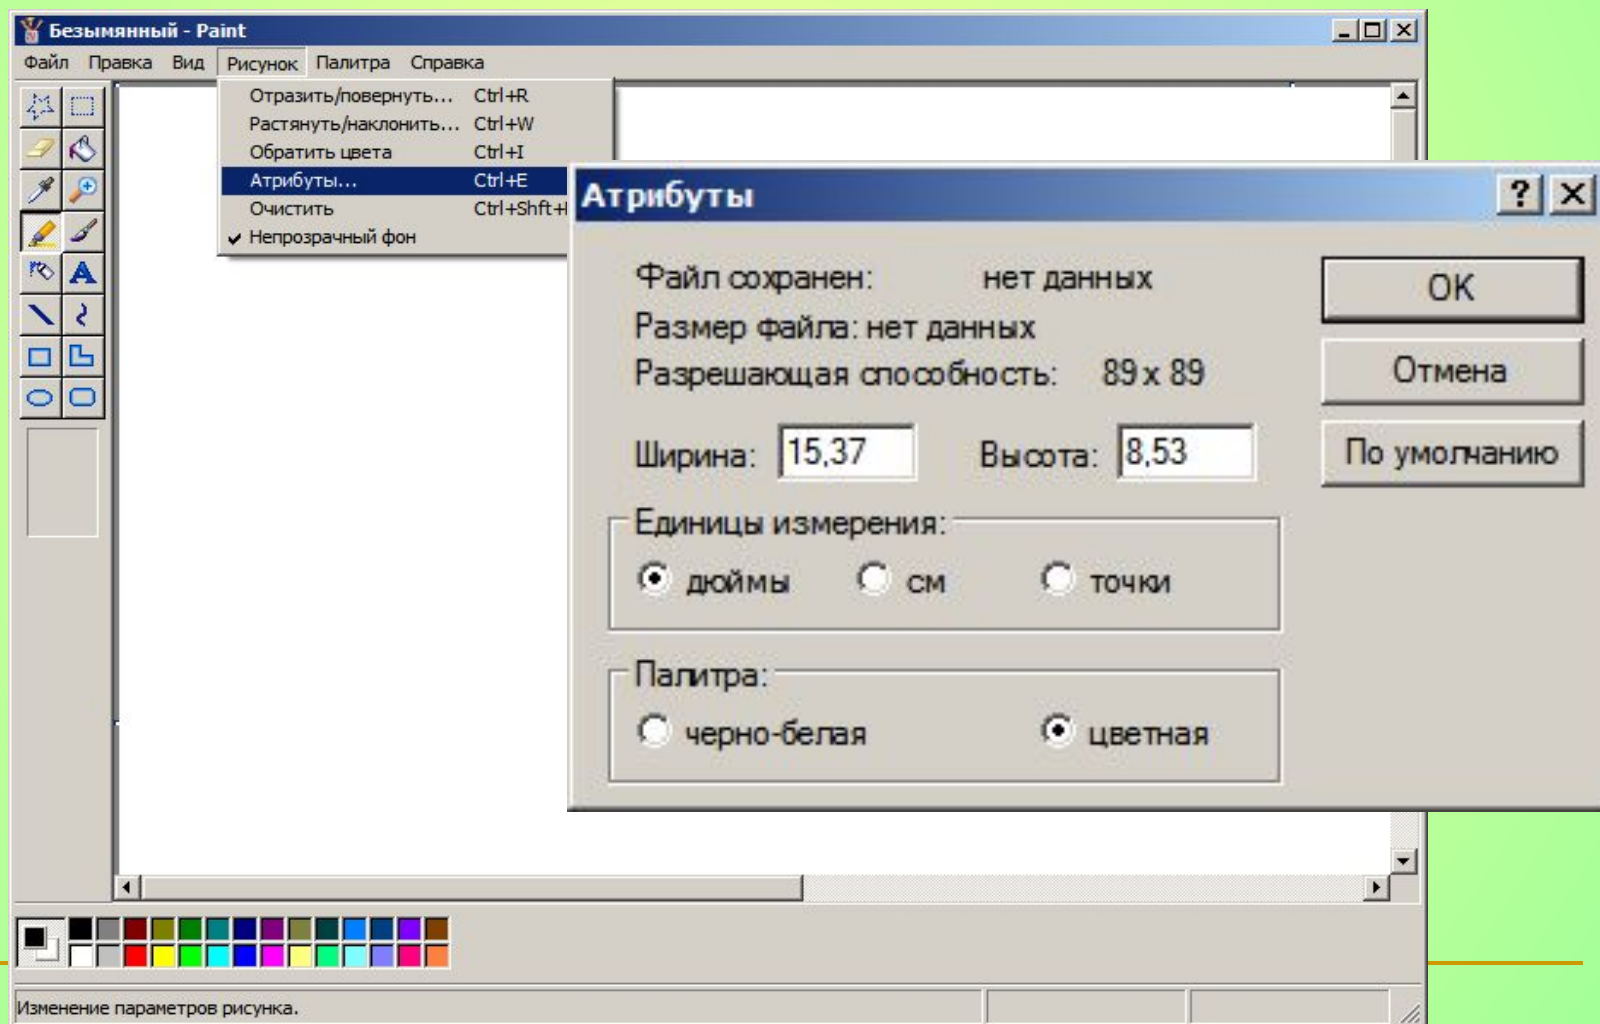 Безымянный - Paint
Файл Правка Вид Рисунок Палитра Справка
Отразить/повернуть... Ctrl+R
Растянуть/наклонить... Ctrl+W
Обратить цвета Ctrl+I
Атрибуты... Ctrl+E
Очистить Ctrl+Shft+
Непрозрачный фон
Атрибуты
Файл сохранен: нет данных
Размер файла: нет данных
Разрешающая способность: 89 x 89
Ширина: 15,37 Высота: 8,53
Единицы измерения:
дюймы см точки
Палитра:
черно-белая цветная
OK
Отмена
По умолчанию
Изменение параметров рисунка.